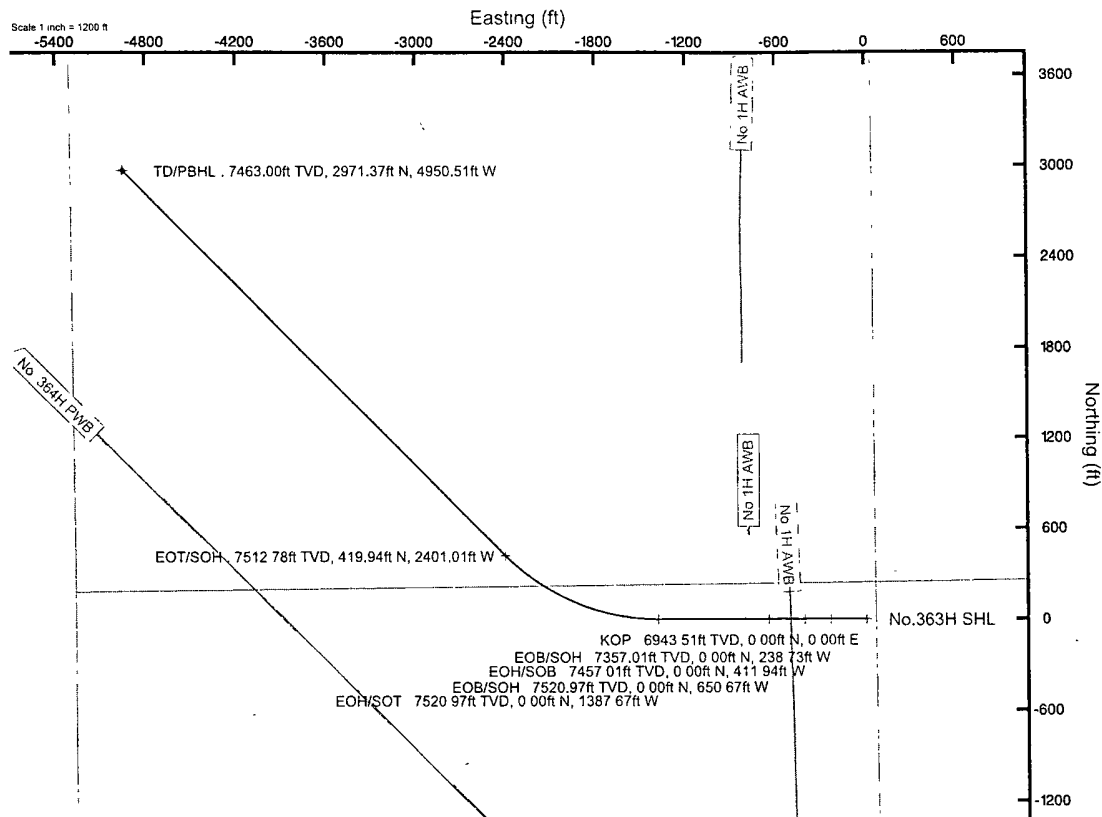 Easting (ft)
Scale 1 inch = 1200 ft
-5400 -4800 -4200 -3600 -3000 -2400 -1800 -1200 -600 0 600
3600
No 1H AWB
3000
TD/PBHL . 7463.00ft TVD, 2971.37ft N, 4950.51ft W
2400
1800
No 364H PWB
1200
Northing (ft)
No 1H AWB
600
No 1H AWB
EOT/SOH . 7512 78ft TVD, 419.94ft N, 2401.01ft W
0
No.363H SHL
KOP 6943 51ft TVD, 0 00ft N, 0.00ft E
EOB/SOH 7357.01ft TVD, 0 00ft N, 238 73ft W
EOH/SOB 7457 01ft TVD, 0 00ft N, 411 94ft W
EOB/SOH 7520.97ft TVD, 0 00ft N, 650 67ft W
EOH/SOT 7520 97ft TVD, 0 00ft N, 1387 67ft W
-600
-1200